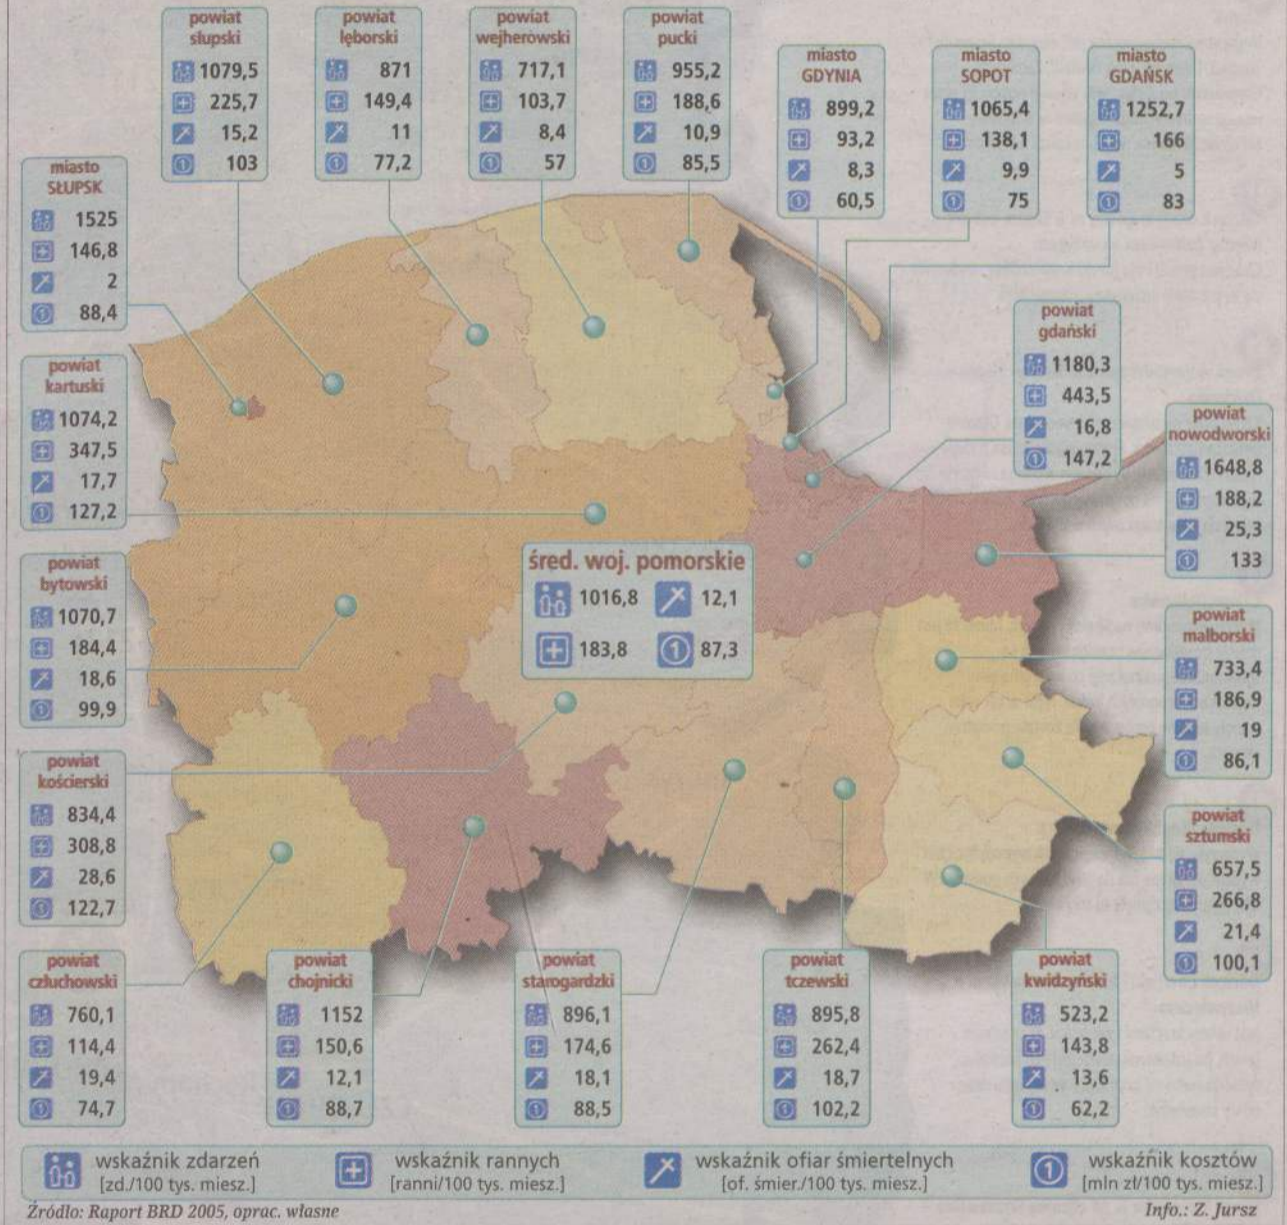 powiat
słupski
1079,5
225,7
15,2
103
powiat
lęborski
871
149,4
11
77,2
powiat
wejherowski
717,1
103,7
8,4
57
powiat
pucki
955,2
188,6
10,9
85,5
miasto
GDYNIA
899,2
93,2
8,3
60,5
miasto
SOPOT
1065,4
138,1
9,9
75
miasto
GDAŃSK
1252,7
166
5
83
miasto
SŁUPSK
1525
146,8
2
88,4
powiat
gdański
1180,3
443,5
16,8
147,2
powiat
kartuski
1074,2
347,5
17,7
127,2
powiat
nowodworski
1648,8
188,2
25,3
133
powiat
bytowski
1070,7
184,4
18,6
99,9
śred. woj. pomorskie
1016,8 12,1
183,8 1 87,3
powiat
malborski
733,4
186,9
19
86,1
powiat
kościerski
834,4
308,8
28,6
122,7
powiat
sztumski
657,5
266,8
21,4
100,1
powiat
człuchowski
760,1
114,4
19,4
74,7
powiat
chojnicki
1152
150,6
12,1
88,7
powiat
starogardzki
896,1
174,6
18,1
88,5
powiat
tczewski
895,8
262,4
18,7
102,2
powiat
kwidzyński
523,2
143,8
13,6
62,2
wskaźnik zdarzeń
[zd./100 tys. miesz.]
wskaźnik rannych
[ranni/100 tys. miesz.]
wskaźnik ofiar śmiertelnych
[of. śmier./100 tys. miesz.]
1 wskaźnik kosztów
[mln zł/100 tys. miesz.]
Źródło: Raport BRD 2005, oprac. własne
Info.: Z. Jursz